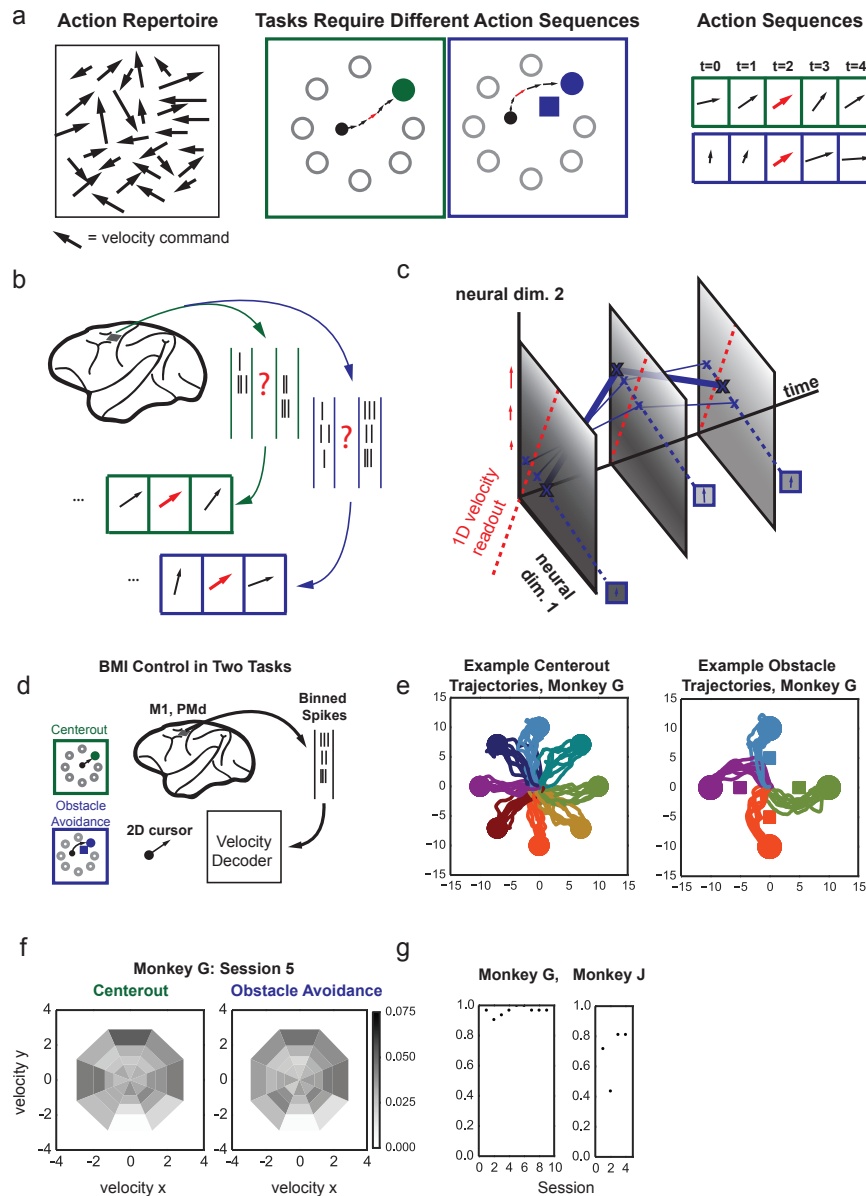 a
Action Repertoire
Tasks Require Different Action Sequences
Action Sequences
t=0 t=1 t=2 t=3 t=4
= velocity command
b
?
?
...
...
c
neural dim. 2
time
1D velocity
readout
neural
dim. 1
d
BMI Control in Two Tasks
M1, PMd
Binned
Spikes
Centerout
Obstacle
Avoidance
2D cursor
Velocity
Decoder
e
Example Centerout
Trajectories, Monkey G
15
10
5
0
−5
−10
−15
−15 −10 −5 0 5 10 15
Example Obstacle
Trajectories, Monkey G
15
10
5
0
−5
−10
−15
−15 −10 −5 0 5 10 15
f
Monkey G: Session 5
Centerout
Obstacle Avoidance
velocity y
4
2
0
-2
-4
-4 -2 0 2 4
velocity x
4
2
0
-2
-4
-4 -2 0 2 4
velocity x
0.075
0.050
0.025
0.000
g
Monkey G,
Monkey J
1.0
0.8
0.6
0.4
0.2
0.0
0 2 4 6 8 10
1.0
0.8
0.6
0.4
0.2
0.0
0 2 4
Session